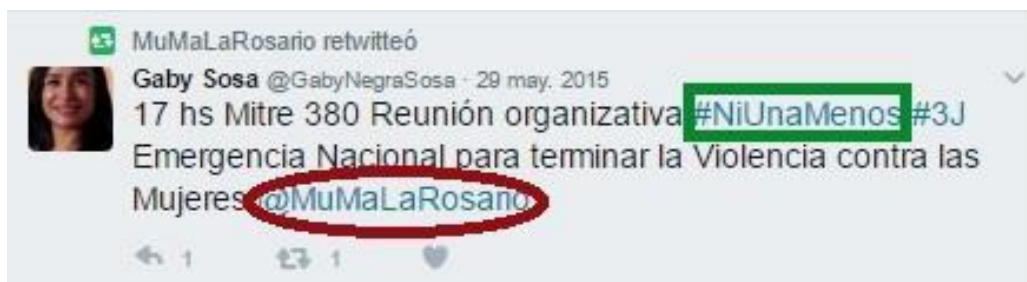 MuMaLaRosario retwitteó
Gaby Sosa @GabyNegraSosa · 29 may. 2015
17 hs Mitre 380 Reunión organizativa #NiUnaMenos #3J
Emergencia Nacional para terminar la Violencia contra las
Mujeres @MuMaLaRosario
1 1